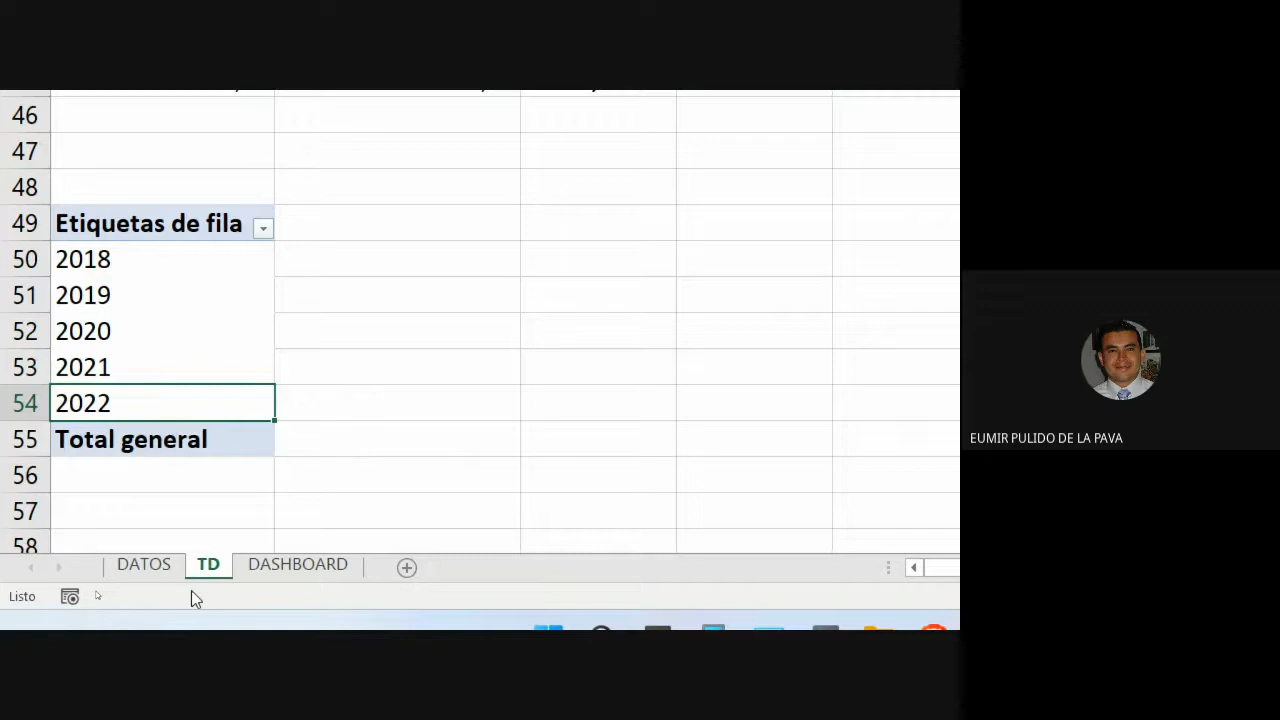 46
47
48
49 Etiquetas de fila
50 2018
51 2019
52 2020
53 2021
54 2022
55 Total general
56
57
58
DATOS TD DASHBOARD
Listo
EUMIR PULIDO DE LA PAVA